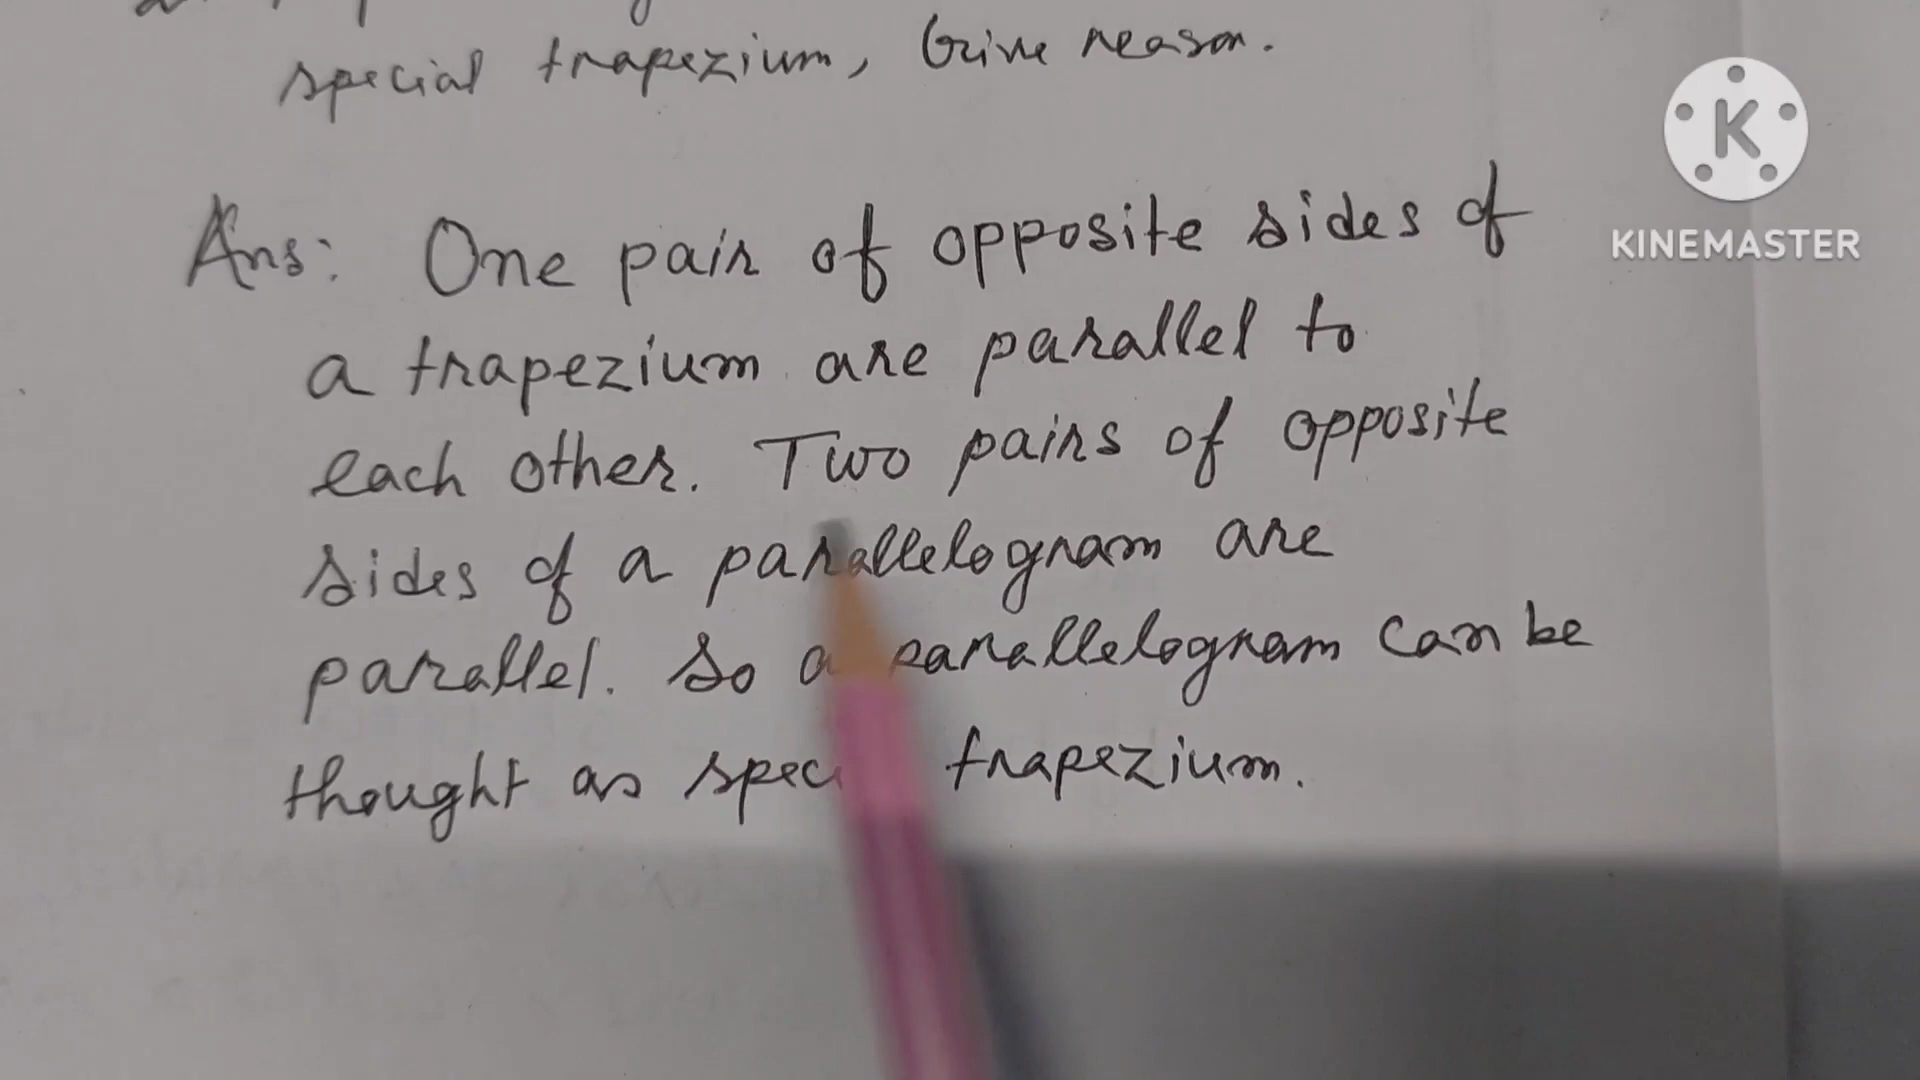 special trapezium, Give reason.
Ans: One pair of opposite sides of
a trapezium are parallel to
each other. Two pairs of opposite
sides of a parallelogram are
parallel. So a parallelogram can be
thought as trapezium.
K
KINEMASTER